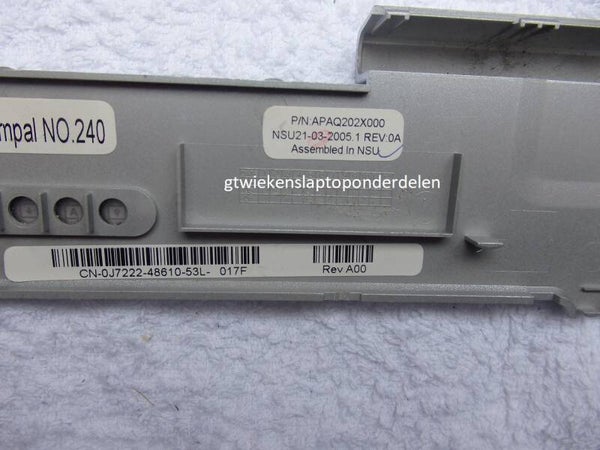 P/N:APAQ202X000
NSU21-03-2005.1 REV:0A
Assembled In NSU
mpal NO.240
gtwiekenslaptoponderdelen
CN-0J7222-48610-53L- 017F
Rev A00